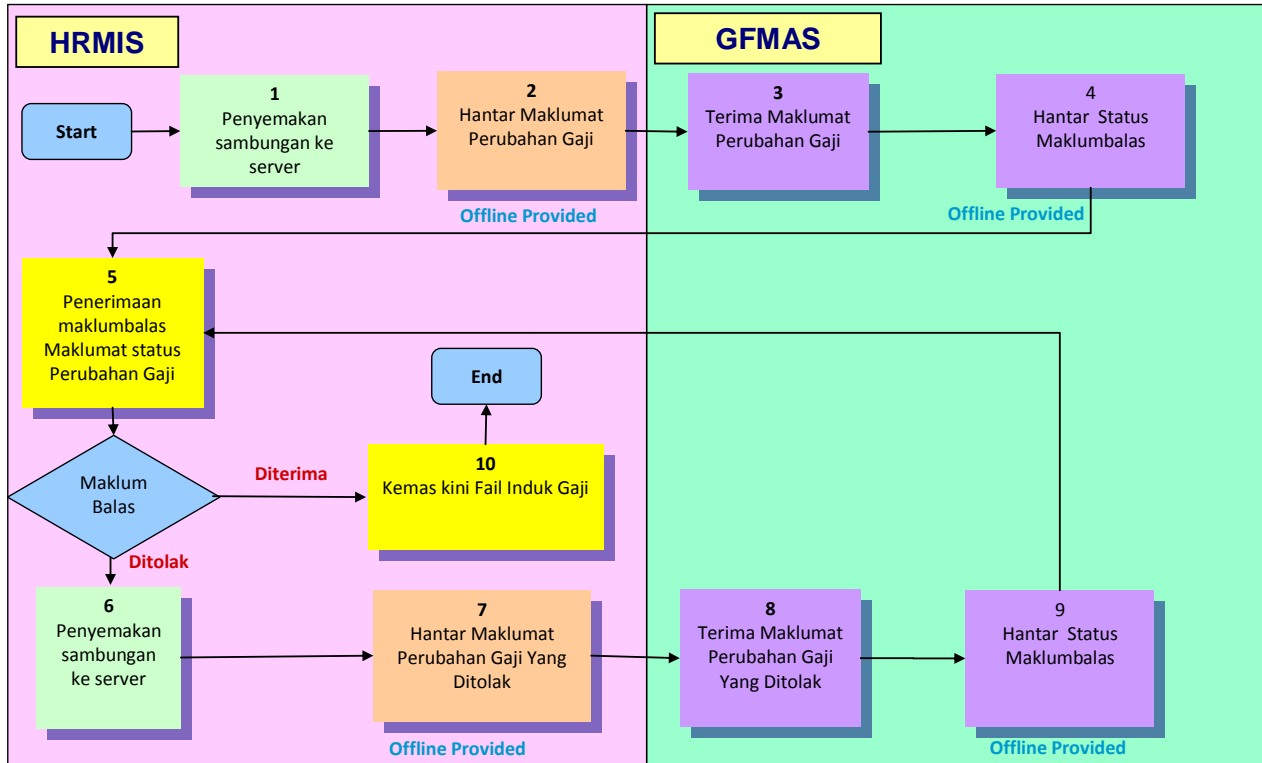 HRMIS
GFMAS
Start
1
Penyemakan
sambungan ke
server
2
Hantar Maklumat
Perubahan Gaji
Offline Provided
3
Terima Maklumat
Perubahan Gaji
4
Hantar Status
Maklumbalas
Offline Provided
5
Penerimaan
maklumbalas
Maklumat status
Perubahan Gaji
End
Maklum
Balas
Diterima
10
Kemas kini Fail Induk Gaji
Ditolak
6
Penyemakan
sambungan
ke server
7
Hantar Maklumat
Perubahan Gaji Yang
Ditolak
Offline Provided
8
Terima Maklumat
Perubahan Gaji
Yang Ditolak
9
Hantar Status
Maklumbalas
Offline Provided